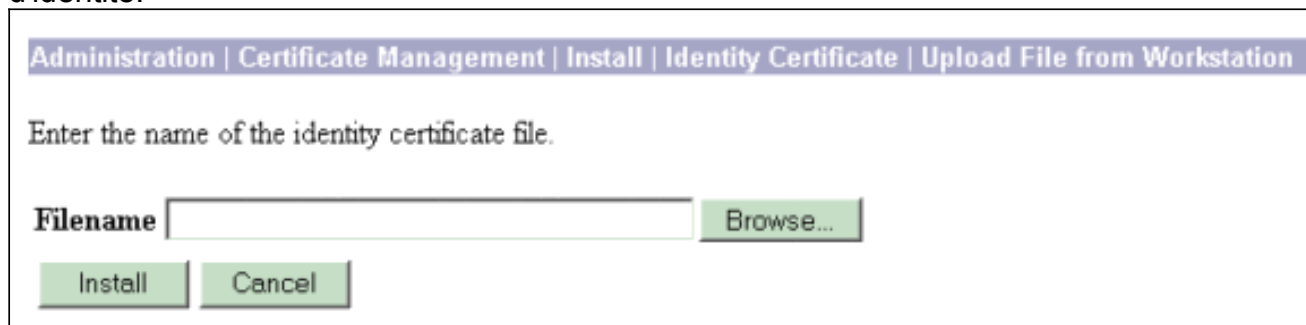 d'identité.
Administration | Certificate Management | Install | Identity Certificate | Upload File from Workstation
Enter the name of the identity certificate file.
Filename Browse...
Install Cancel